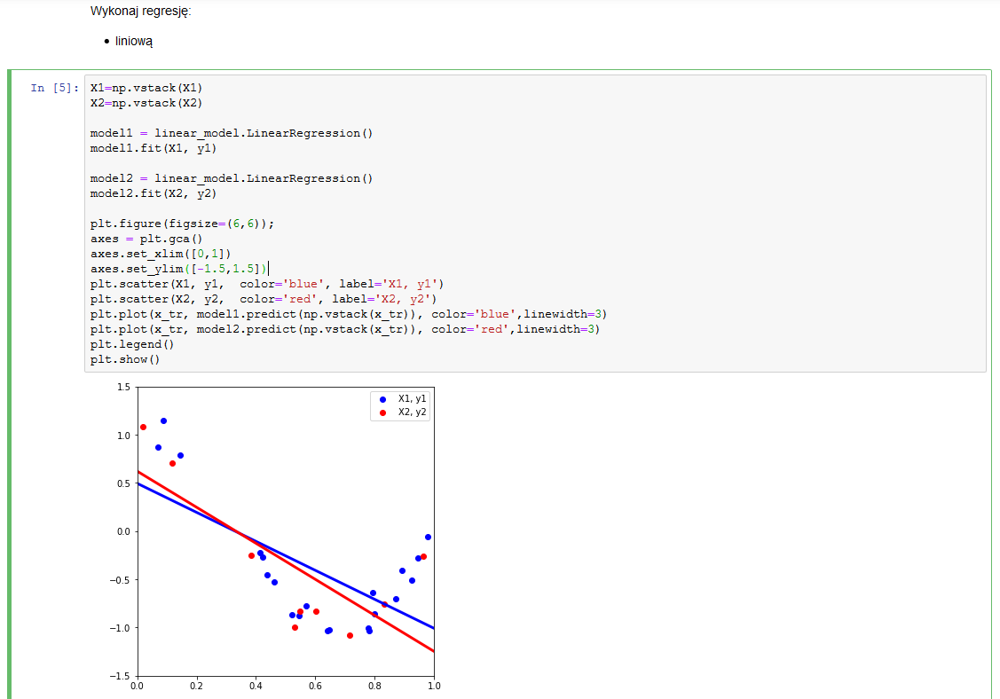 Wykonaj regresję:
• liniową
In [5]:
X1=np.vstack(X1)
X2=np.vstack(X2)
model1 = linear_model.LinearRegression()
model1.fit(X1, y1)
model2 = linear_model.LinearRegression()
model2.fit(X2, y2)
plt.figure(figsize=(6,6));
axes = plt.gca()
axes.set_xlim([0,1])
axes.set_ylim([-1.5,1.5])
plt.scatter(X1, y1,  color='blue', label='X1, y1')
plt.scatter(X2, y2,  color='red', label='X2, y2')
plt.plot(x_tr, model1.predict(np.vstack(x_tr)), color='blue',linewidth=3)
plt.plot(x_tr, model2.predict(np.vstack(x_tr)), color='red',linewidth=3)
plt.legend()
plt.show()
X1, y1
X2, y2
1.5
1.0
0.5
0.0
−0.5
−1.0
−1.5
0.0 0.2 0.4 0.6 0.8 1.0